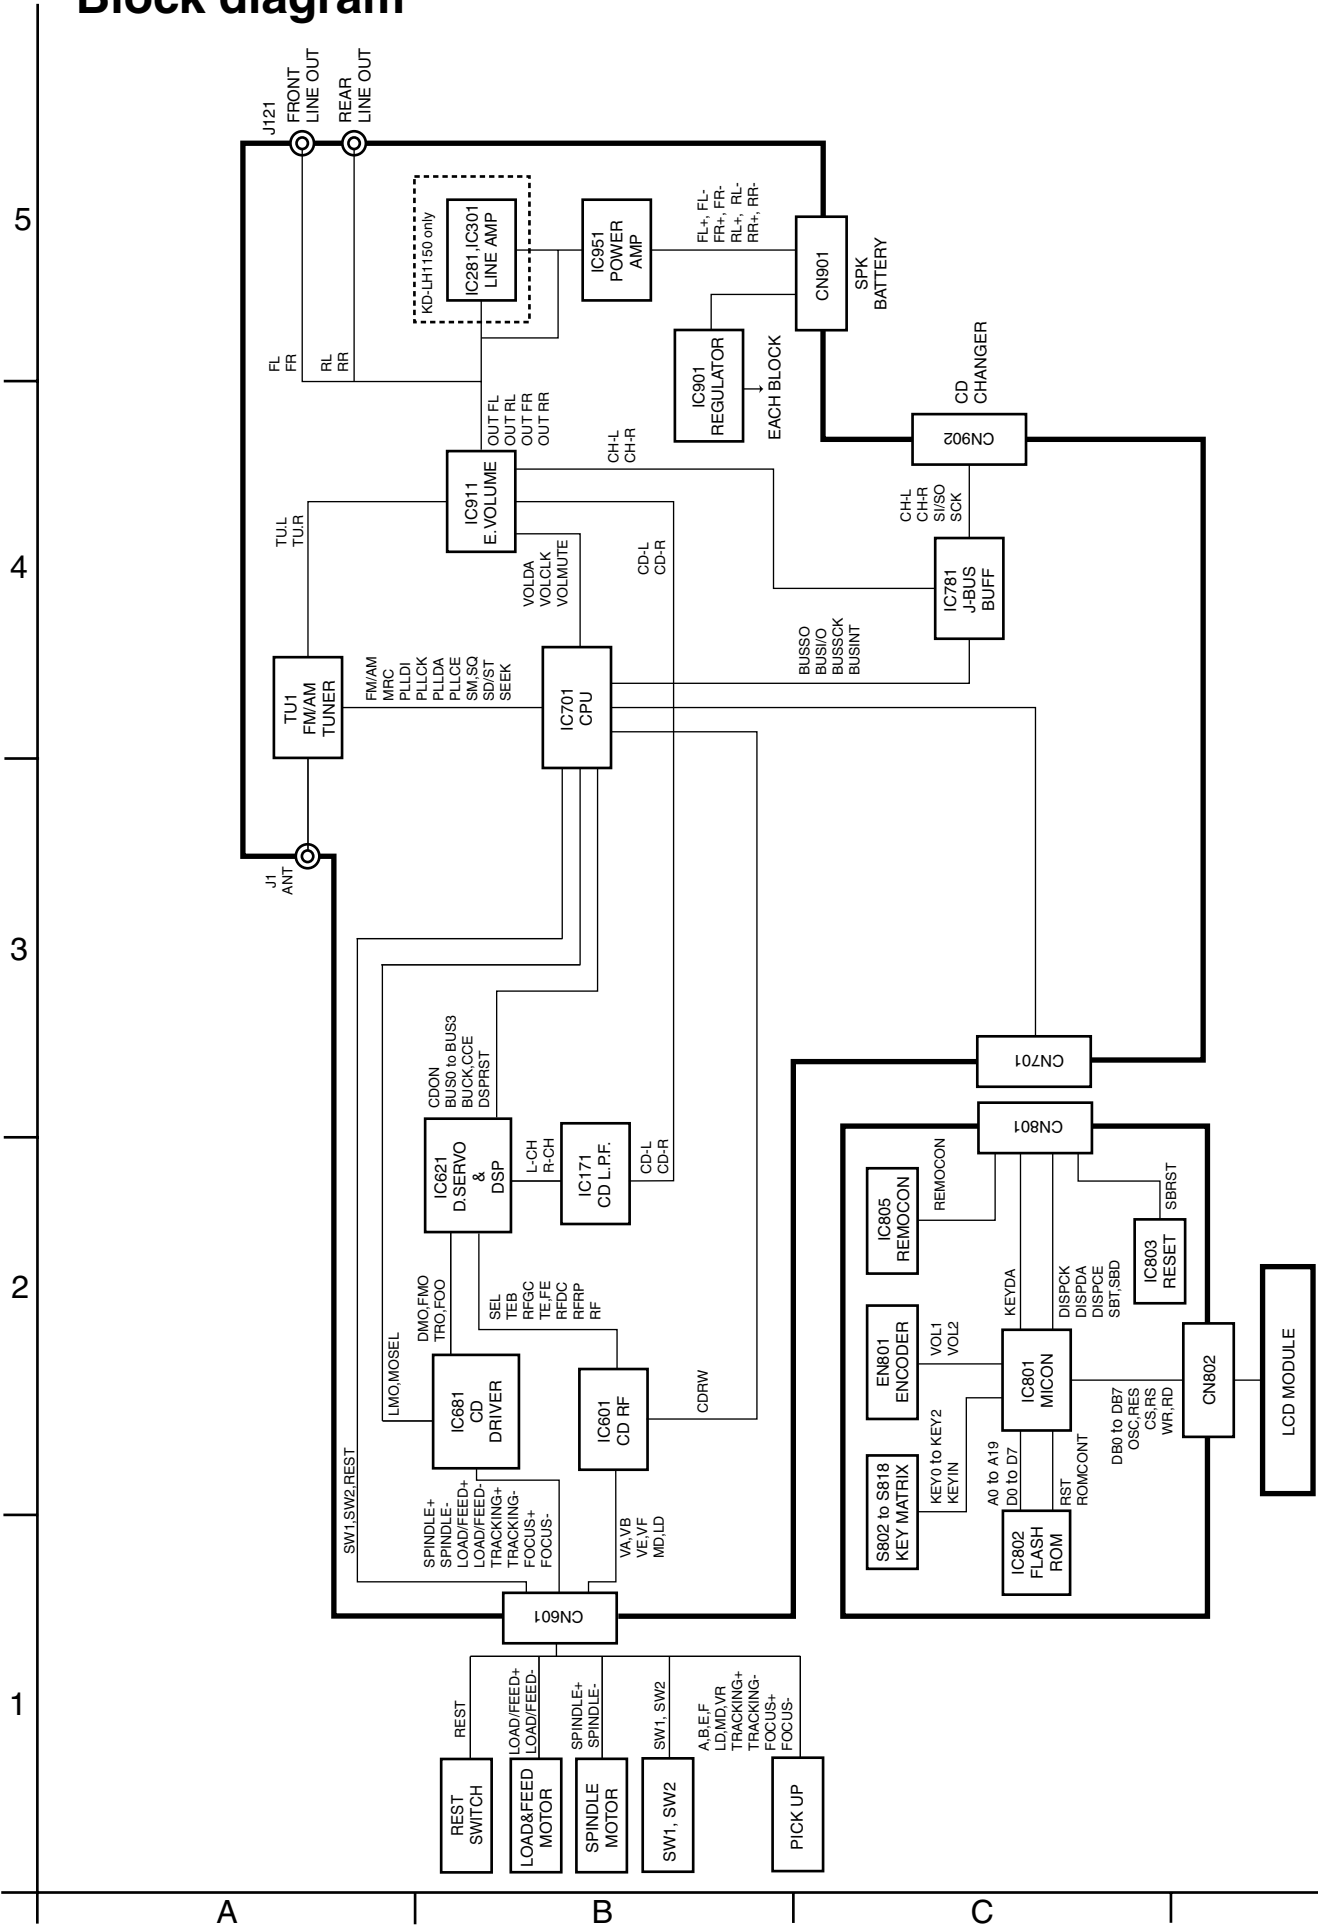 Block diagram
5
4
3
2
1
A
B
C
J121
FRONT
LINE OUT
REAR
LINE OUT
FL
FR
RL
RR
KD-LH1150 only
IC281,IC301
LINE AMP
IC951
POWER
AMP
FL+, FL-
FR+, FR-
RL+, RL-
RR+, RR-
CN901
SPK
BATTERY
IC901
REGULATOR
EACH BLOCK
CD
CHANGER
CN902
CH-L
CH-R
SI/SO
SCK
IC781
J-BUS
BUFF
OUT FL
OUT RL
OUT FR
OUT RR
CH-L
CH-R
IC911
E.VOLUME
TU.L
TU.R
VOLDA
VOLCLK
VOLMUTE
CD-L
CD-R
BUSSO
BUSI/O
BUSSCK
BUSINT
TU1
FM/AM
TUNER
FM/AM
MRC
PLLDI
PLLCK
PLLDA
PLLCE
SM,SQ
SD/ST
SEEK
IC701
CPU
J1
ANT
CDON
BUS0 to BUS3
BUCK,CCE
DSPRST
CN701
CN801
IC621
D.SERVO
&
DSP
L-CH
R-CH
IC171
CD L.P.F.
CD-L
CD-R
DMO,FMO
TRO,FOO
SEL
TEB
RFGC
TE,FE
RFDC
RFRP
RF
LMO,MOSEL
IC681
CD
DRIVER
IC601
CD RF
CDRW
SW1,SW2,REST
SPINDLE+
SPINDLE-
LOAD/FEED+
LOAD/FEED-
TRACKING+
TRACKING-
FOCUS+
FOCUS-
VA,VB
VE,VF
MD,LD
CN601
IC805
REMOCON
REMOCON
KEYDA
DISPCK
DISPDA
DISPCE
SBT,SBD
SBRST
IC803
RESET
EN801
ENCODER
VOL1
VOL2
IC801
MICON
DB0 to DB7
OSC,RES
CS,RS
WR,RD
CN802
LCD MODULE
S802 to S818
KEY MATRIX
KEY0 to KEY2
KEYIN
A0 to A19
D0 to D7
RST
ROMCONT
IC802
FLASH
ROM
REST
LOAD/FEED+
LOAD/FEED-
SPINDLE+
SPINDLE-
SW1, SW2
A,B,E,F
LD,MD,VR
TRACKING+
TRACKING-
FOCUS+
FOCUS-
REST
SWITCH
LOAD&FEED
MOTOR
SPINDLE
MOTOR
SW1, SW2
PICK UP